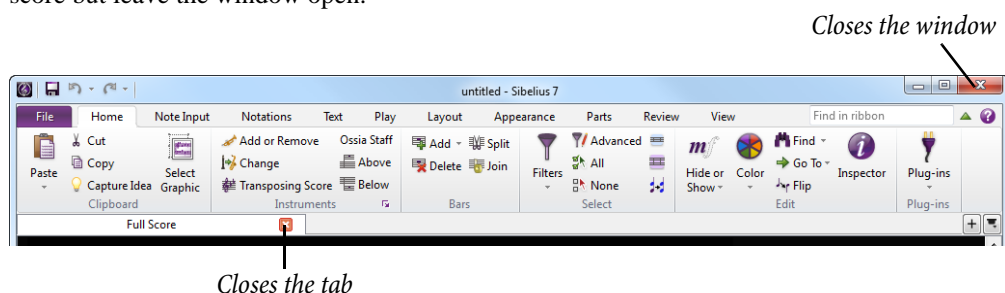 score but leave the window open.
Closes the window
untitled - Sibelius 7
File Home Note Input Notations Text Play Layout Appearance Parts Review View Find in ribbon
Paste Cut Copy Capture Idea Select Graphic Add or Remove Change Transposing Score Ossia Staff Above Below Add Split Delete Join Filters Advanced All None mf Hide or Show Color Find Go To Flip Inspector Plug-ins
Clipboard Instruments Bars Select Edit Plug-ins
Full Score
Closes the tab